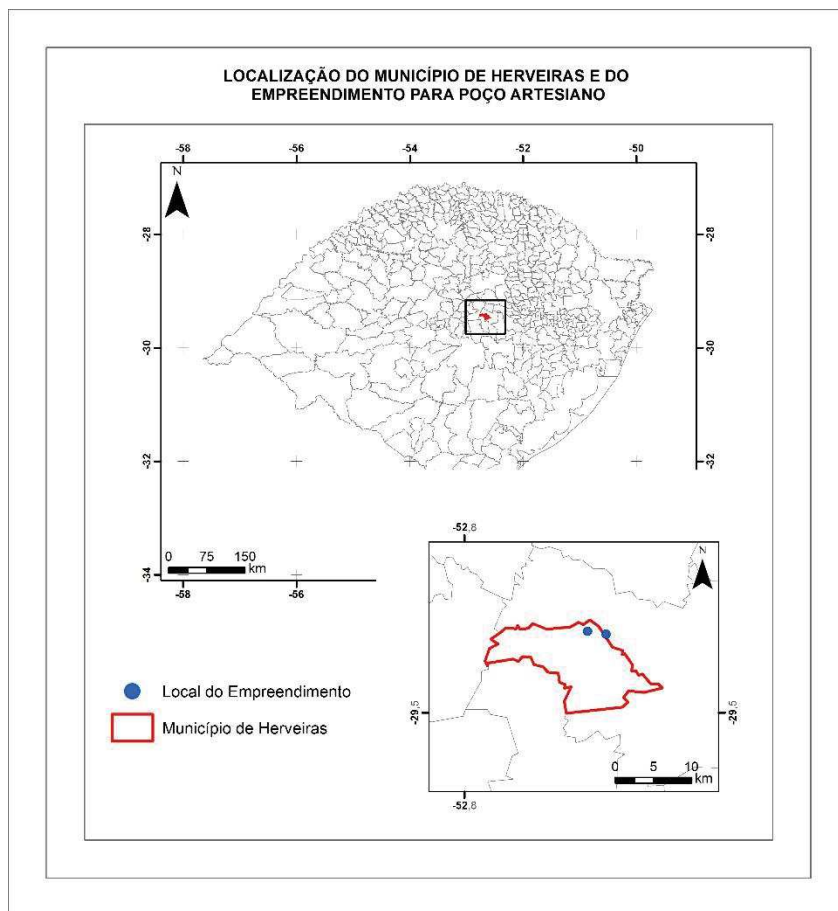 LOCALIZAÇÃO DO MUNICÍPIO DE HERVEIRAS E DO
EMPREENDIMENTO PARA POÇO ARTESIANO
-58 -56 -54 -52 -50
N
-28 -28
-30 -30
-32 -32
-34
0 75 150
km
-58 -56
-52,8
N
-29,5 -29,5
0 5 10
km
-52,8
Local do Empreendimento
Município de Herveiras